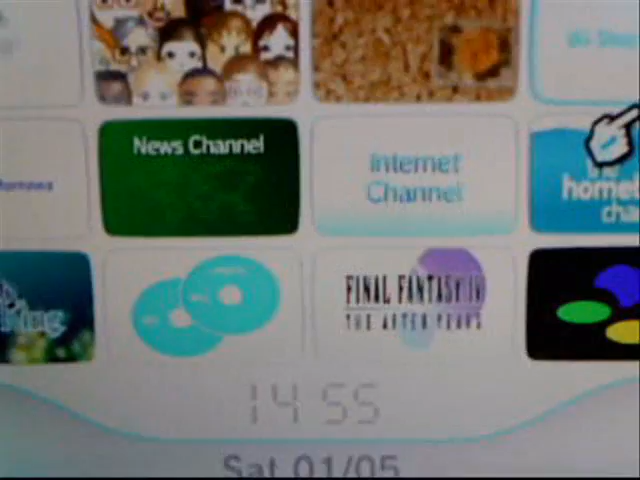 News Channel
Internet
Channel
FINAL FANTASY IV
THE AFTER YEARS
14 55
Sat 01/05